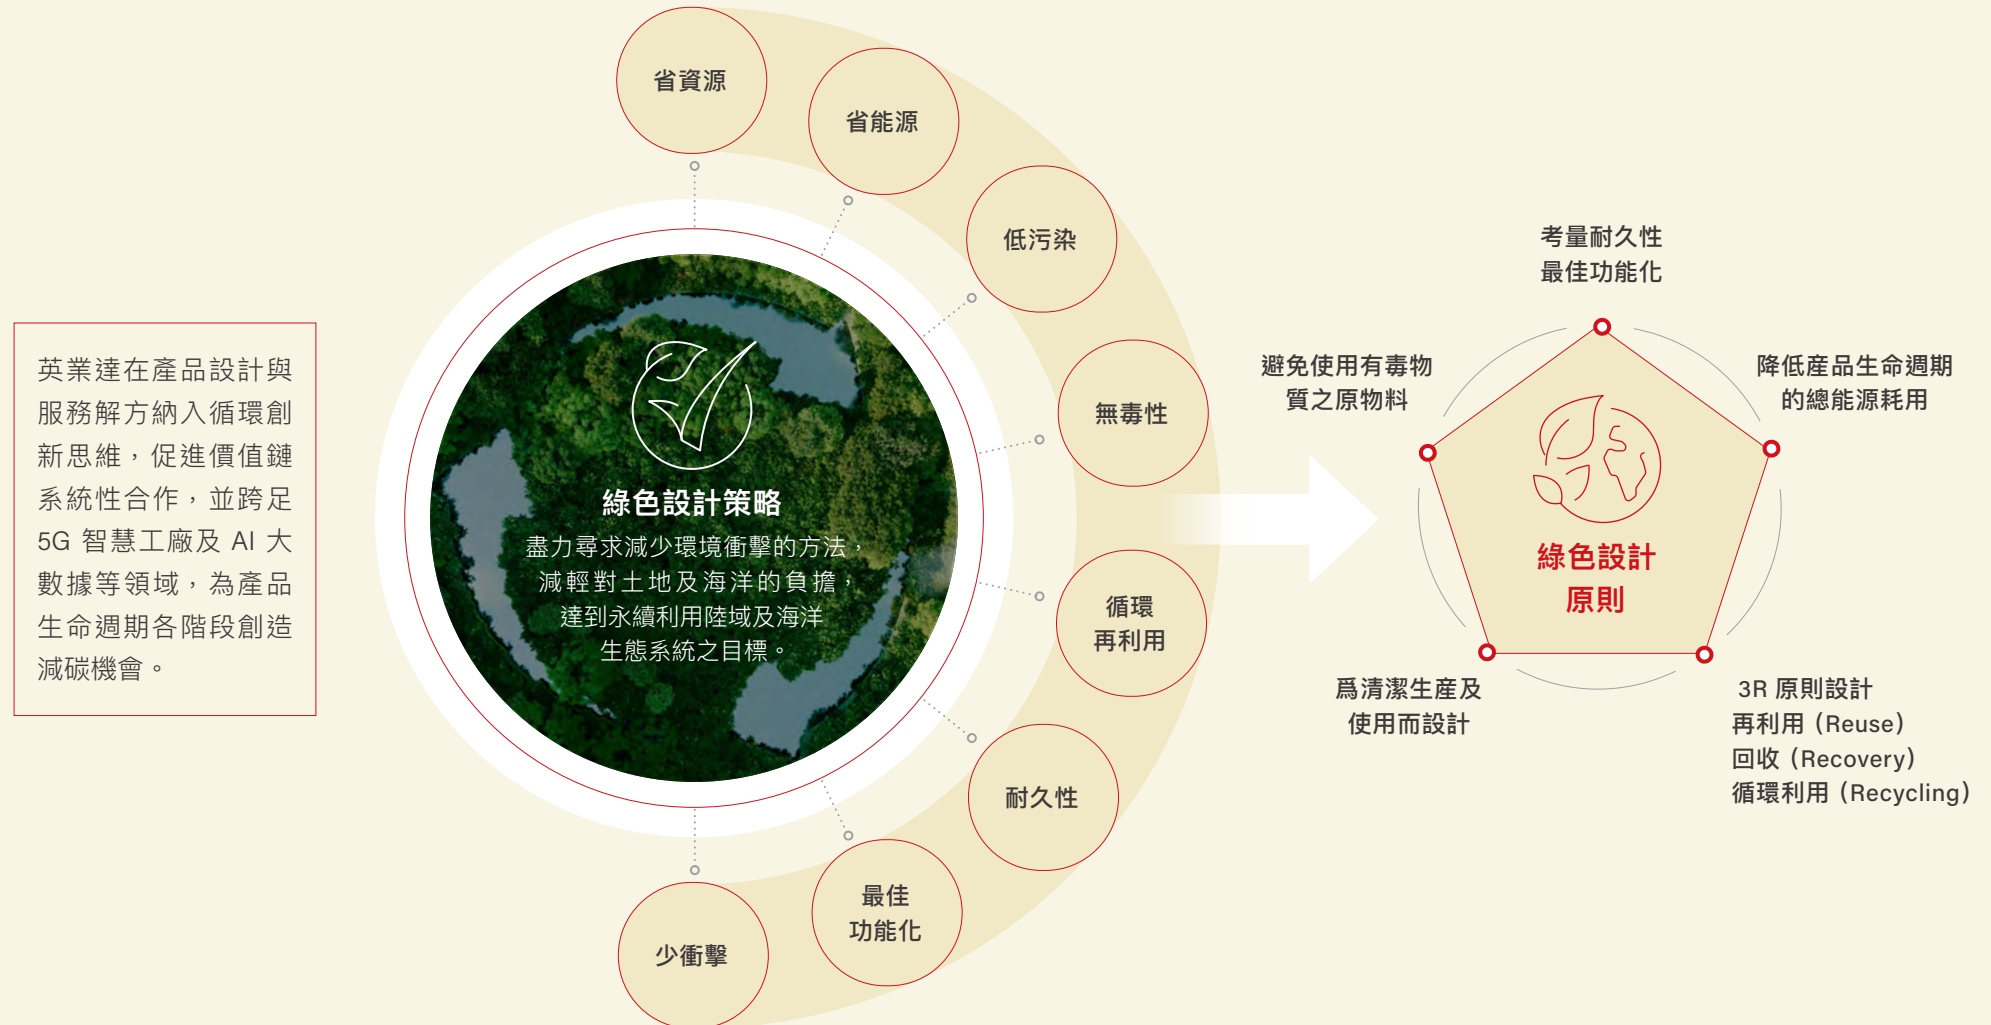 英業達在產品設計與
服務解方納入循環創
新思維，促進價值鏈
系統性合作，並跨足
5G 智慧工廠及 AI 大
數據等領域，為產品
生命週期各階段創造
減碳機會。
綠色設計策略
盡力尋求減少環境衝擊的方法，
減輕對土地及海洋的負擔，
達到永續利用陸域及海洋
生態系統之目標。
省資源
省能源
低污染
無毒性
循環
再利用
耐久性
最佳
功能化
少衝擊
綠色設計
原則
考量耐久性
最佳功能化
降低産品生命週期
的總能源耗用
3R 原則設計
再利用（Reuse）
回收（Recovery）
循環利用（Recycling）
爲清潔生産及
使用而設計
避免使用有毒物
質之原物料